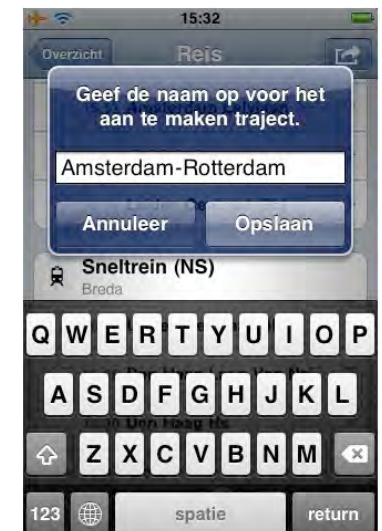 15:32
Overzicht Reis
Geef de naam op voor het
aan te maken traject.
Amsterdam-Rotterdam
Annuleer Opslaan
Sneltrein (NS)
Breda
Q W E R T Y U I O P
A S D F G H J K L
Z X C V B N M
123 spatie return